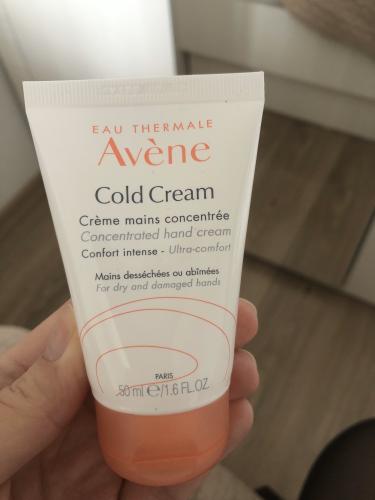 EAU THERMALE
Avène
Cold Cream
Crème mains concentrée
Concentrated hand cream
Confort intense - Ultra-comfort
Mains desséchées ou abîmées
For dry and damaged hands
PARIS
50 ml ℮/1.6 FL.OZ.